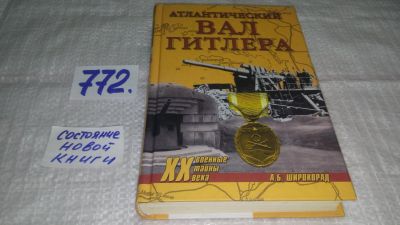 АТЛАНТИЧЕСКИЙ
ВАЛ
ГИТЛЕРА
772.
СОСТОЯНИЕ
НОВОЙ
КНИГИ
XX
военные
тайны
века
А.Б. ШИРОКОРАД